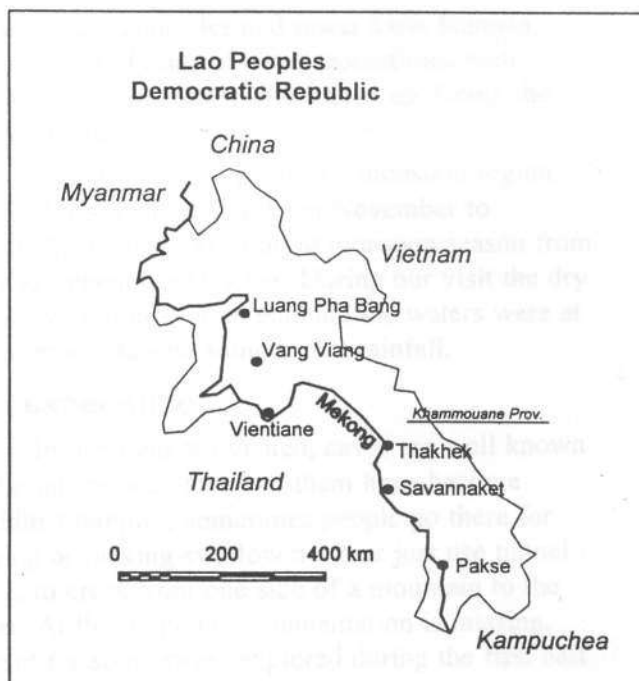 Lao Peoples
Democratic Republic
China
Myanmar
Vietnam
Luang Pha Bang
Vang Viang
Mekong
Khammouane Prov.
Vientiane
Thakhek
Thailand
Savannaket
0 200 400 km
Pakse
Kampuchea